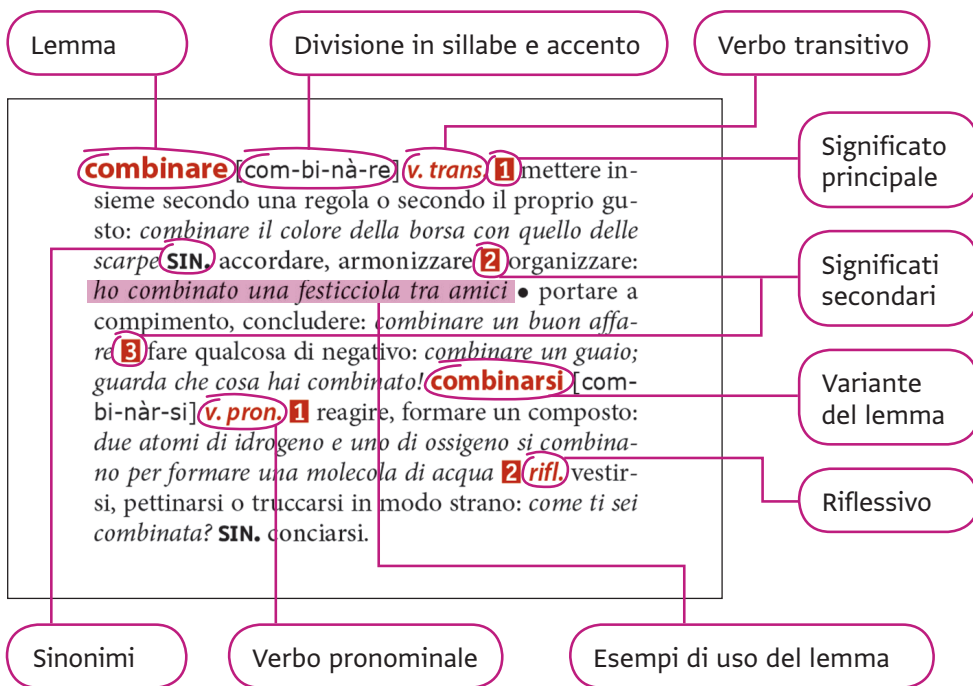 Lemma
Divisione in sillabe e accento
Verbo transitivo
combinare [com-bi-nà-re] v. trans. 1 mettere in-
sieme secondo una regola o secondo il proprio gu-
sto: combinare il colore della borsa con quello delle
scarpe SIN. accordare, armonizzare 2 organizzare:
ho combinato una festicciola tra amici • portare a
compimento, concludere: combinare un buon affa-
re 3 fare qualcosa di negativo: combinare un guaio;
guarda che cosa hai combinato! combinarsi [com-
bi-nàr-si] v. pron. 1 reagire, formare un composto:
due atomi di idrogeno e uno di ossigeno si combina-
no per formare una molecola di acqua 2 rifl. vestir-
si, pettinarsi o truccarsi in modo strano: come ti sei
combinata? SIN. conciarsi.
Significato
principale
Significati
secondari
Variante
del lemma
Riflessivo
Sinonimi
Verbo pronominale
Esempi di uso del lemma